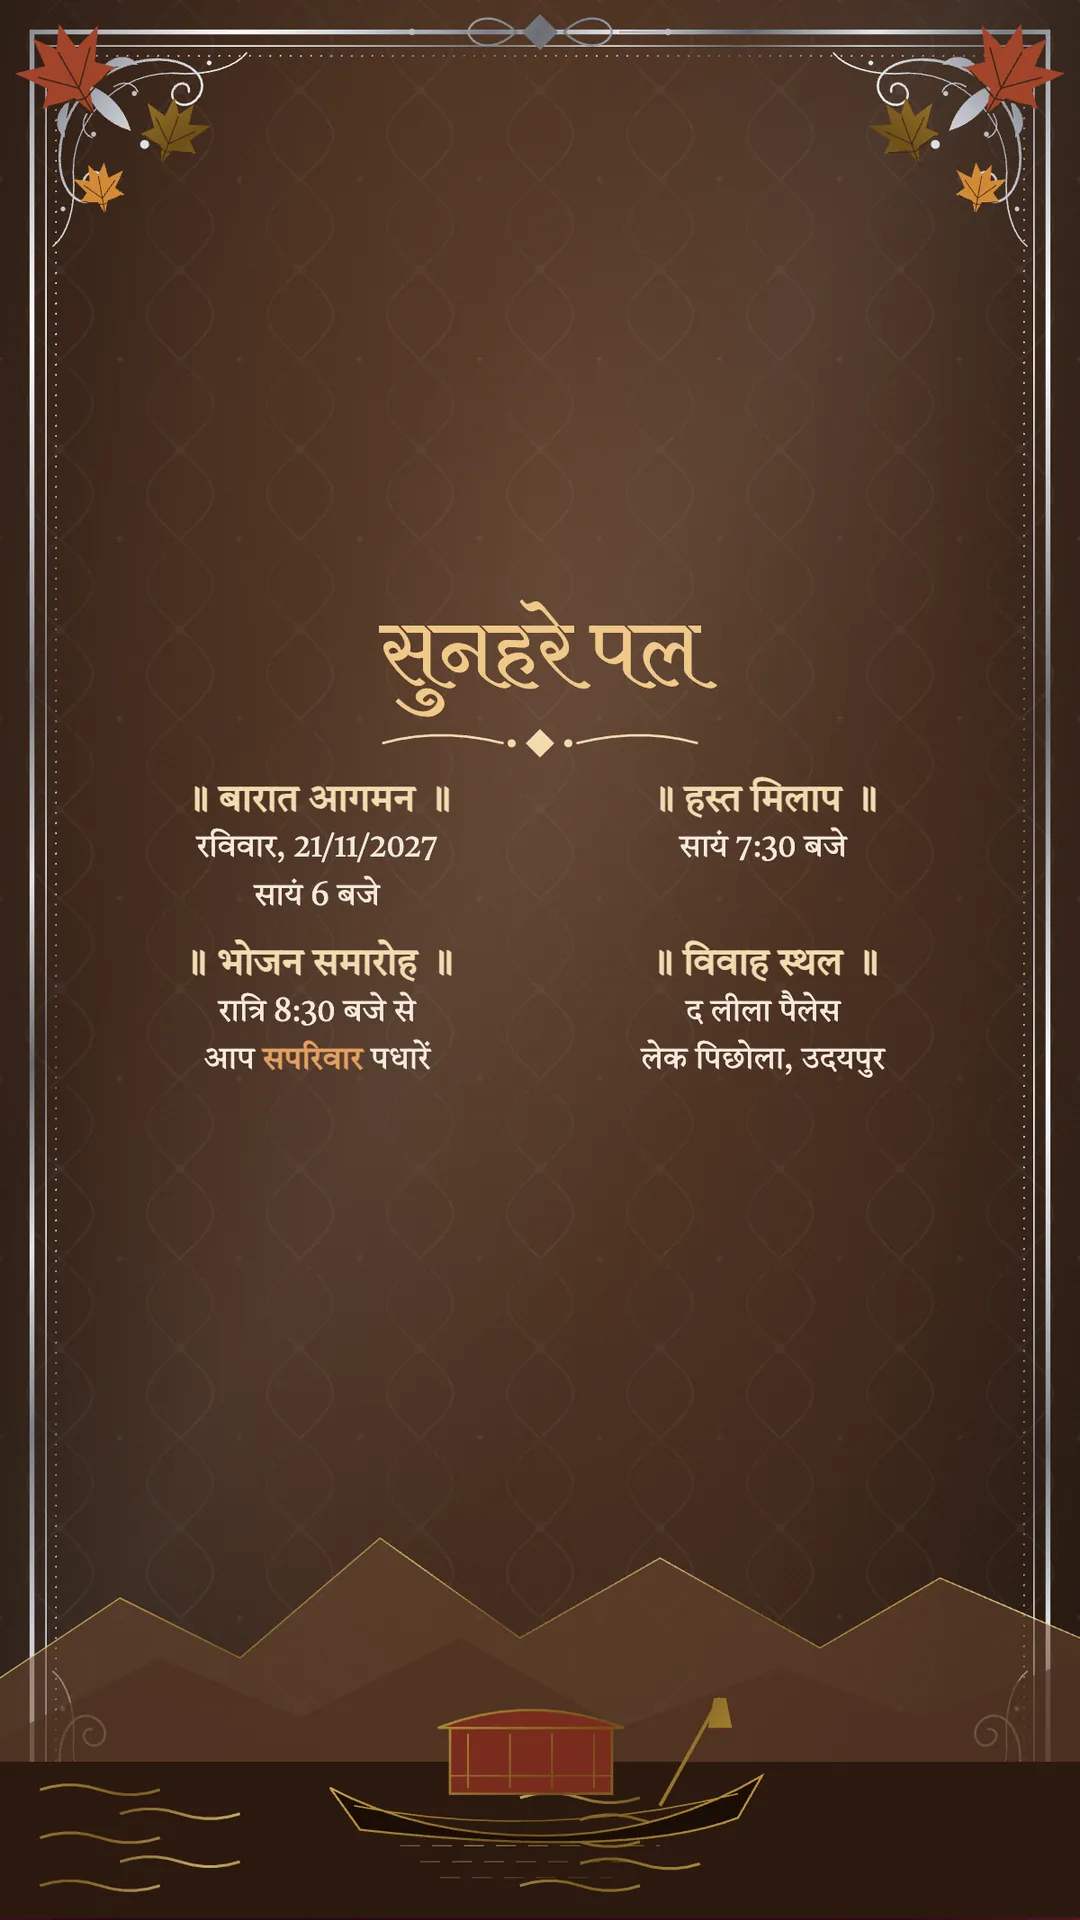 सुनहरे पल
॥ बारात आगमन ॥
रविवार, 21/11/2027
सायं 6 बजे
॥ हस्त मिलाप ॥
सायं 7:30 बजे
॥ भोजन समारोह ॥
रात्रि 8:30 बजे से
आप सपरिवार पधारें
॥ विवाह स्थल ॥
द लीला पैलेस
लेक पिछोला, उदयपुर